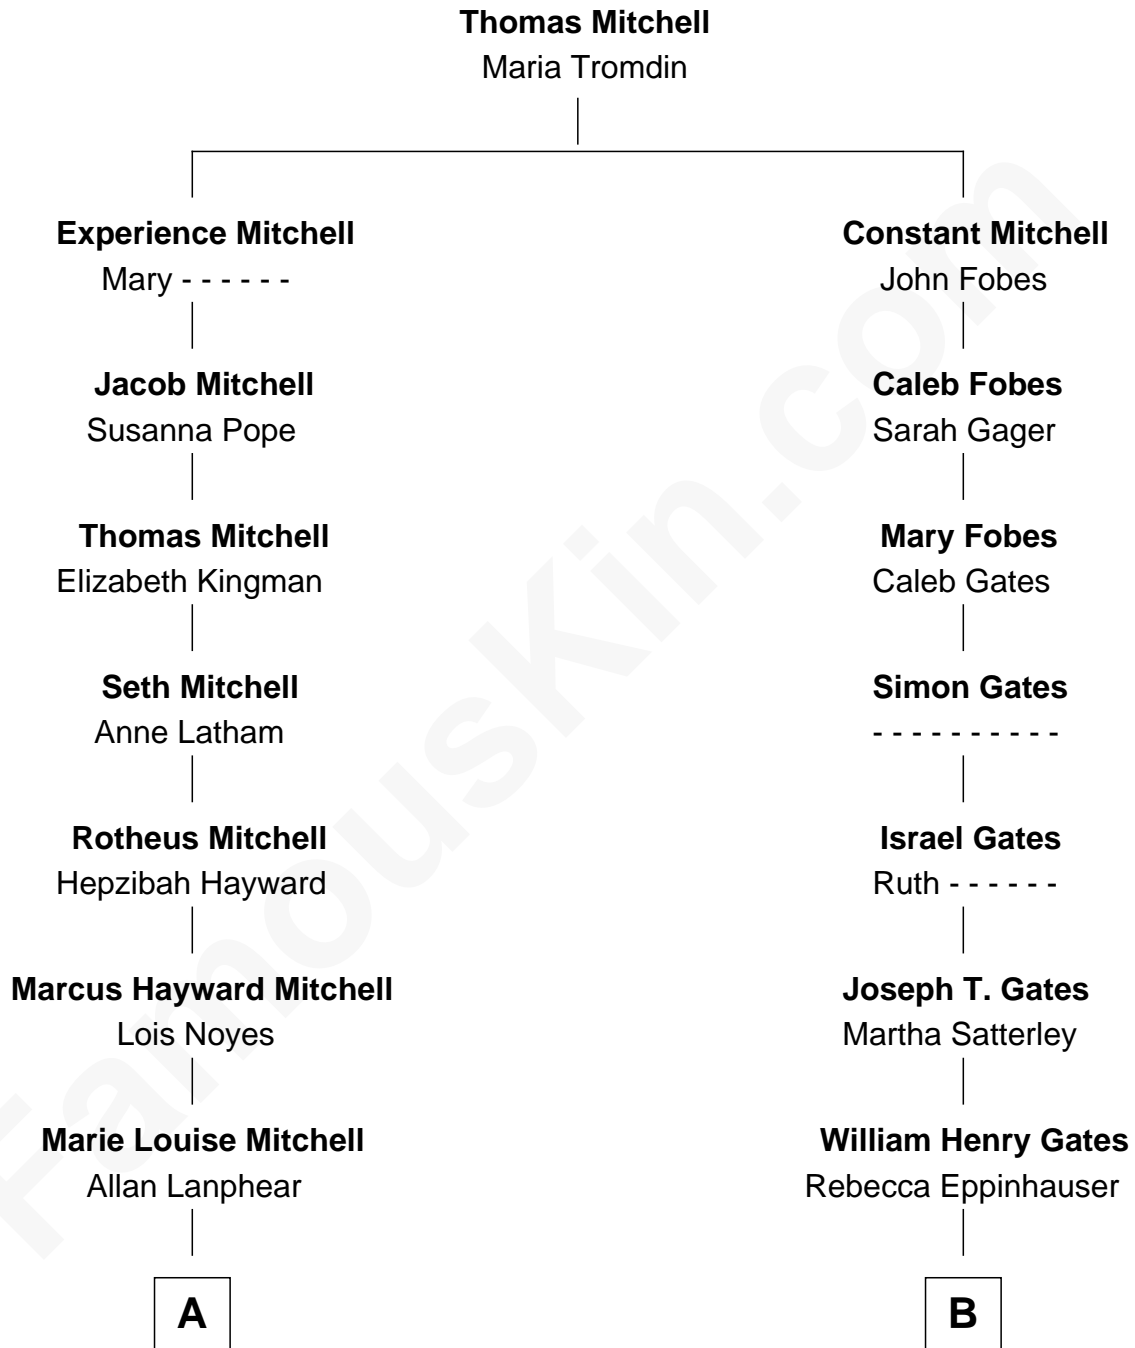 Thomas Mitchell
Maria Tromdin
Experience Mitchell
Mary - - - - - -
Jacob Mitchell
Susanna Pope
Thomas Mitchell
Elizabeth Kingman
Seth Mitchell
Anne Latham
Rotheus Mitchell
Hepzibah Hayward
Marcus Hayward Mitchell
Lois Noyes
Marie Louise Mitchell
Allan Lanphear
A
Constant Mitchell
John Fobes
Caleb Fobes
Sarah Gager
Mary Fobes
Caleb Gates
Simon Gates
- - - - - - - - - -
Israel Gates
Ruth - - - - - -
Joseph T. Gates
Martha Satterley
William Henry Gates
Rebecca Eppinhauser
B
FamousKin.com